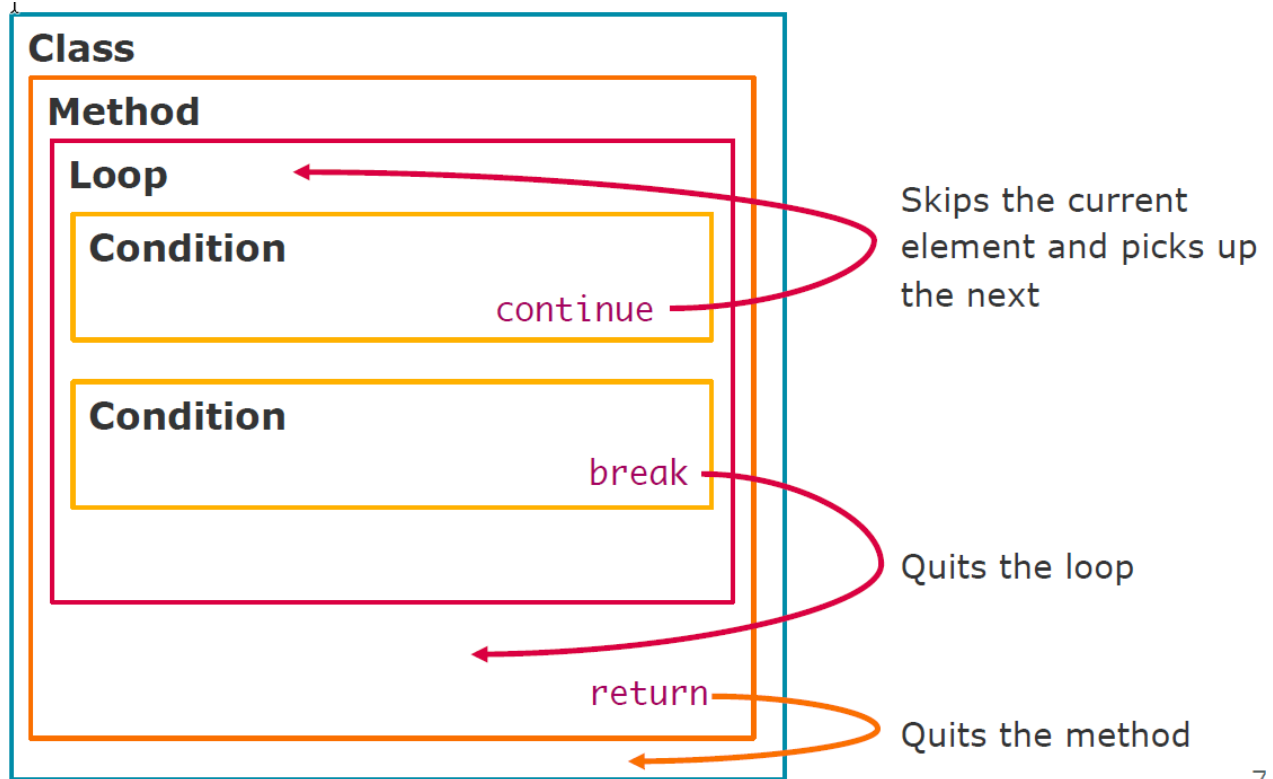 Class
Method
Loop
Condition
continue
Skips the current
element and picks up
the next
Condition
break
Quits the loop
return
Quits the method